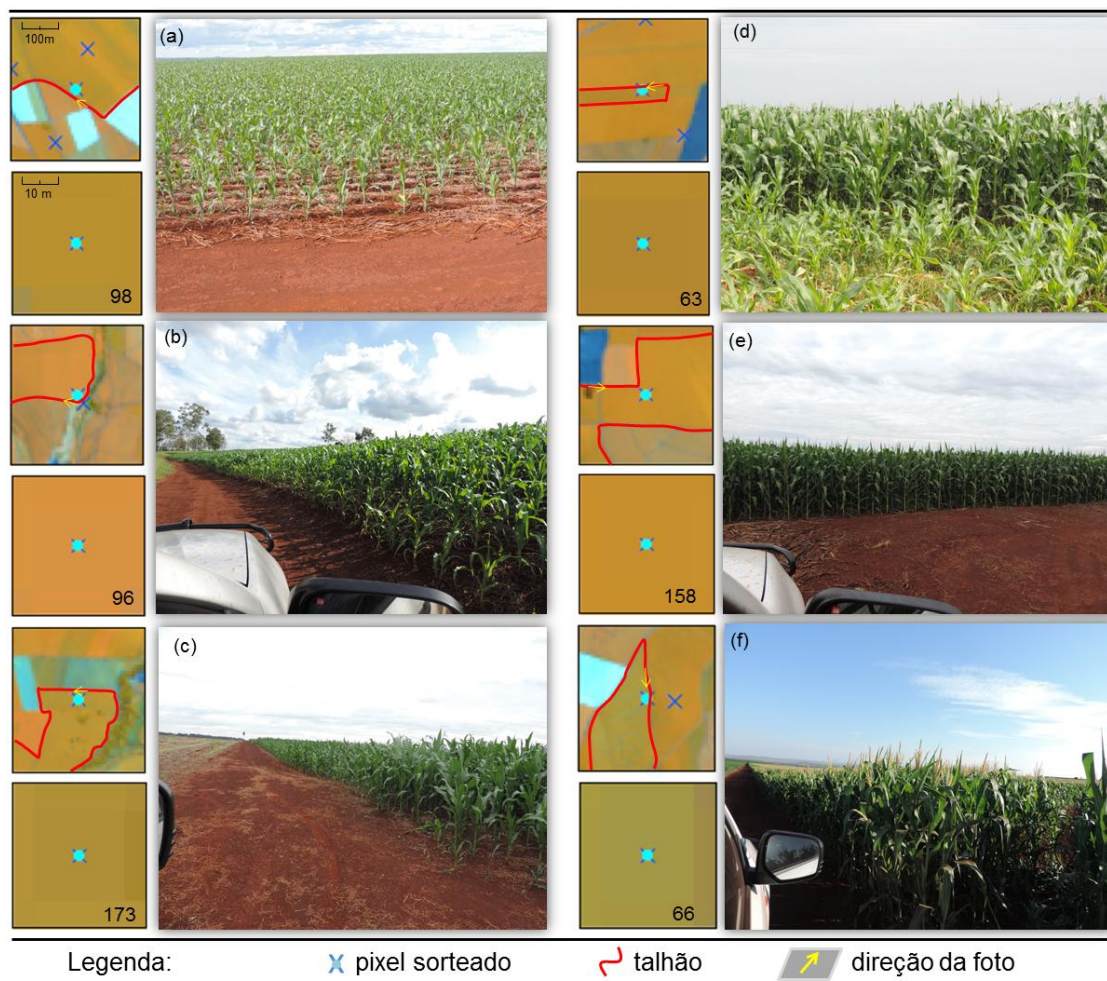 100m
(a)
(d)
10 m
98
63
(b)
(e)
96
158
(c)
(f)
173
66
Legenda: pixel sorteado talhão direção da foto